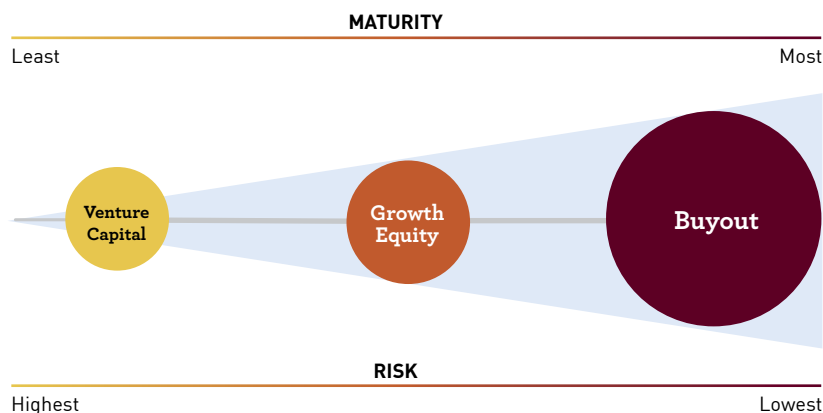 MATURITY
Least
Most
Venture
Capital
Growth
Equity
Buyout
RISK
Highest
Lowest